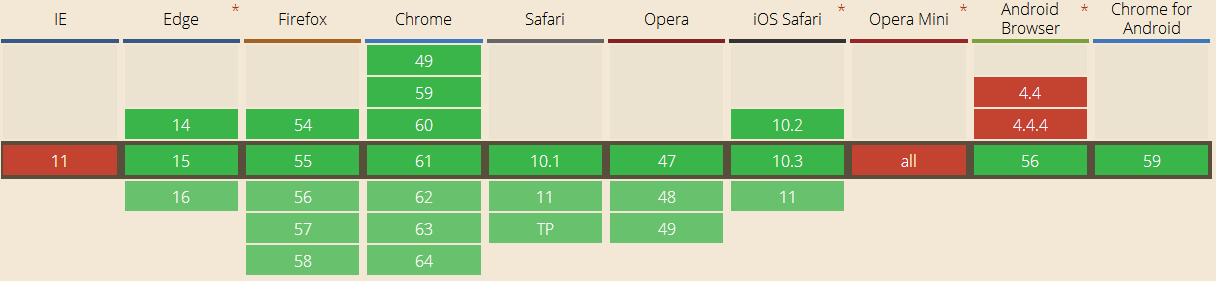 IE Edge * Firefox Chrome Safari Opera iOS Safari * Opera Mini * Android Browser * Chrome for Android
49
59 4.4
14 54 60 10.2 4.4.4
11 15 55 61 10.1 47 10.3 all 56 59
16 56 62 11 48 11
57 63 TP 49
58 64